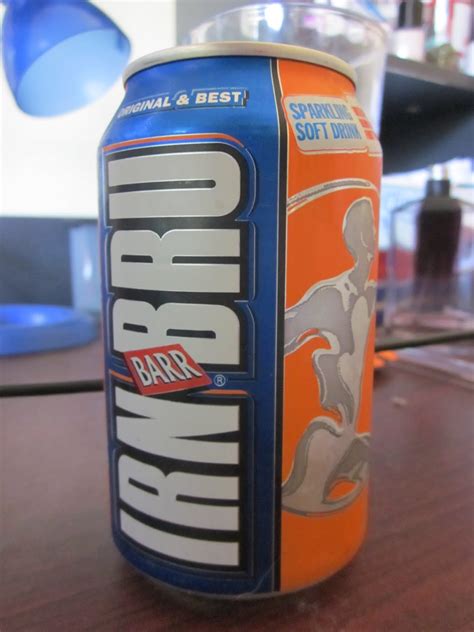 ORIGINAL & BEST
IRN BRU
BARR
®
SPARKLING
SOFT DRINK